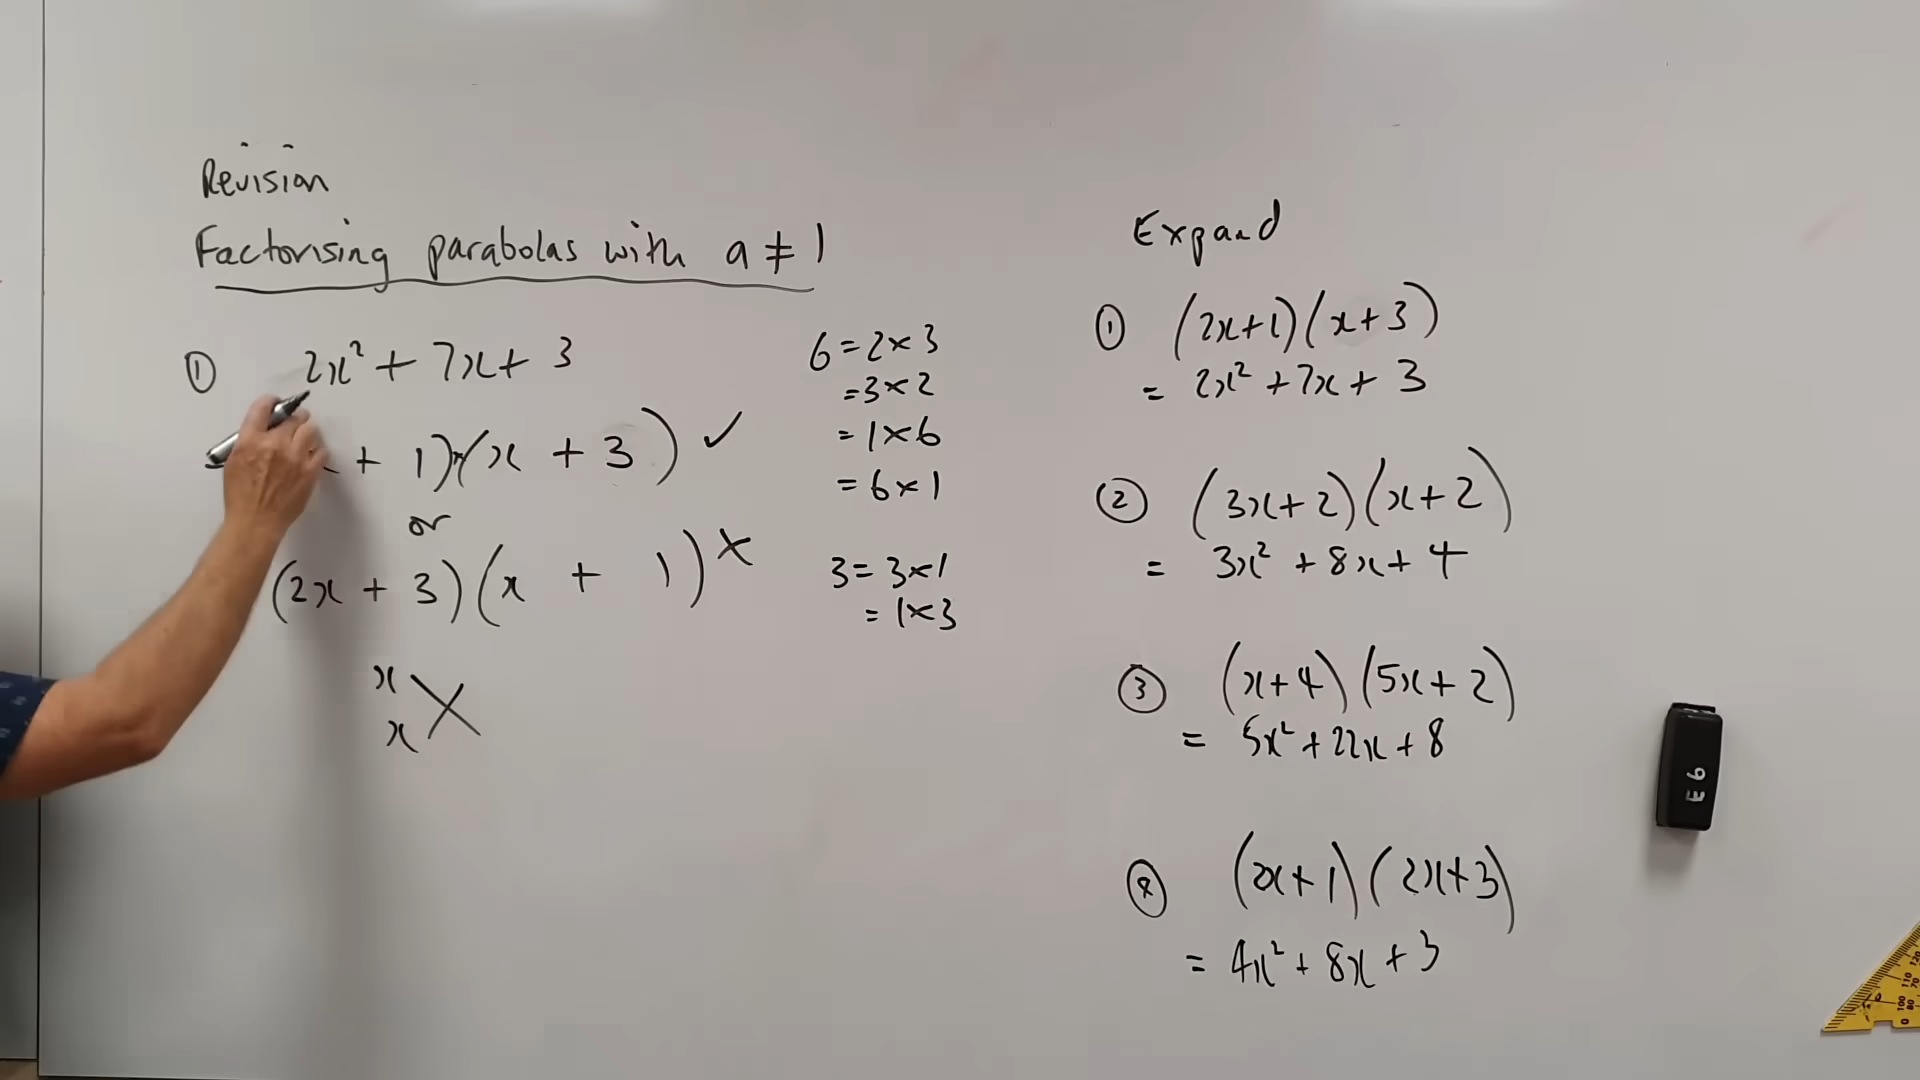 Revision
Factorising parabolas with a ≠ 1
① 2x² + 7x + 3
+ 1)(x + 3) ✓
or
(2x + 3)(x + 1) ×
x
x
6 = 2 × 3
= 3 × 2
= 1 × 6
= 6 × 1
3 = 3 × 1
= 1 × 3
Expand
① (2x+1)(x+3)
= 2x² + 7x + 3
② (3x+2)(x+2)
= 3x² + 8x + 4
③ (x+4)(5x+2)
= 5x² + 22x + 8
(2x+1)(2x+3)
= 4x² + 8x + 3
E6